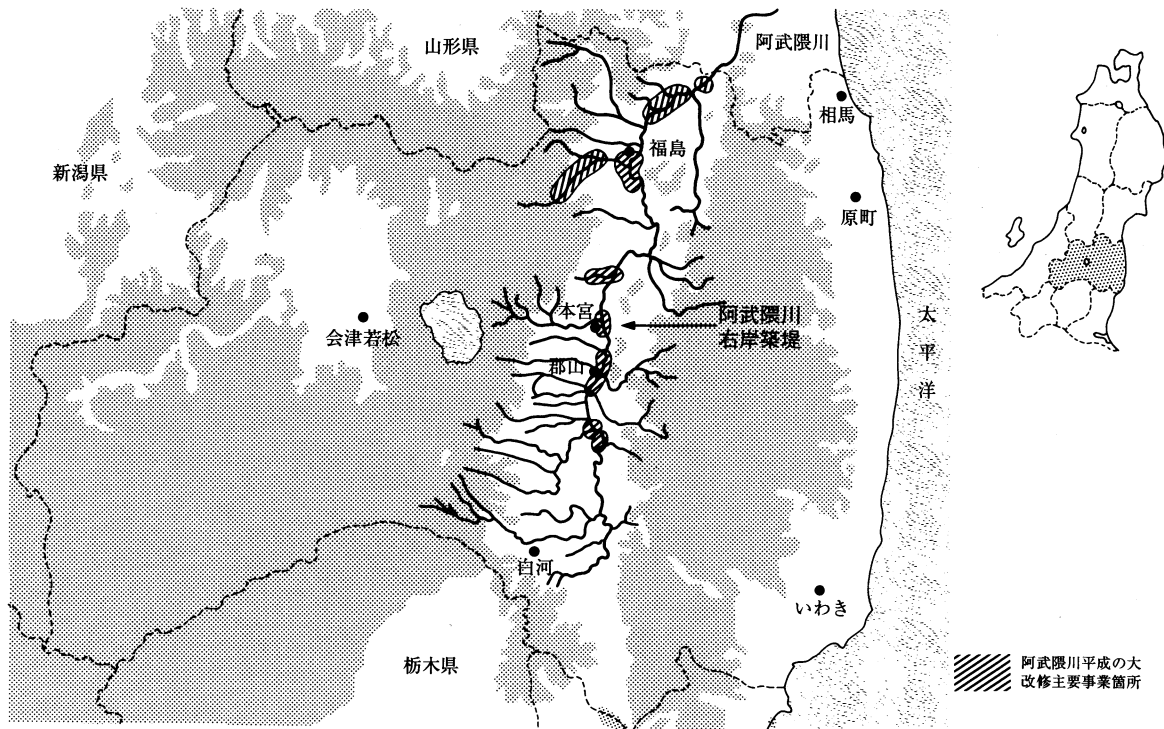 山形県
阿武隈川
相馬
新潟県
福島
原町
本宮
阿武隈川
右岸築堤
太平洋
会津若松
郡山
白河
いわき
栃木県
阿武隈川平成の大
改修主要事業箇所